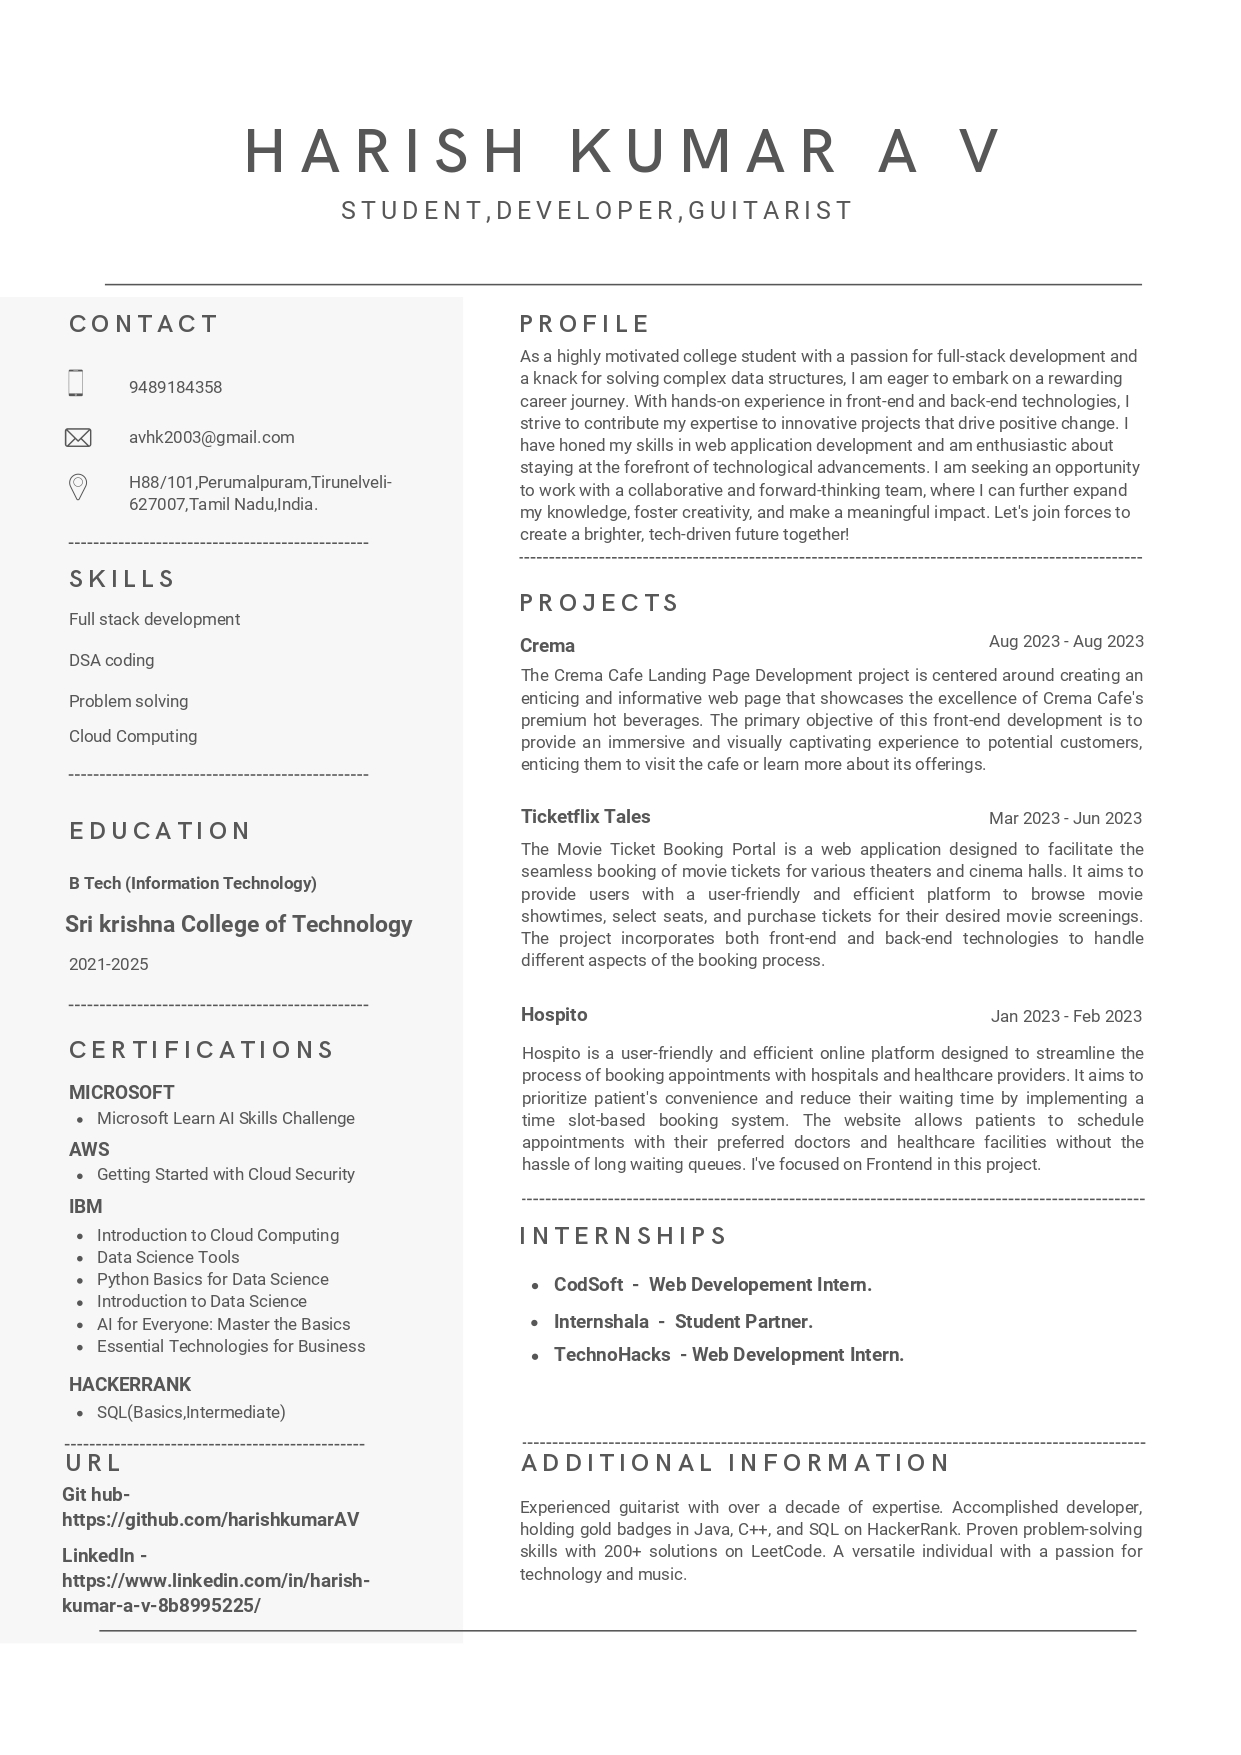 HARISH KUMAR A V
STUDENT,DEVELOPER,GUITARIST
CONTACT
9489184358
avhk2003@gmail.com
H88/101,Perumalpuram,Tirunelveli-
627007,Tamil Nadu,India.
------------------------------------------------
SKILLS
Full stack development
DSA coding
Problem solving
Cloud Computing
------------------------------------------------
EDUCATION
B Tech (Information Technology)
Sri krishna College of Technology
2021-2025
------------------------------------------------
CERTIFICATIONS
MICROSOFT
• Microsoft Learn AI Skills Challenge
AWS
• Getting Started with Cloud Security
IBM
• Introduction to Cloud Computing
• Data Science Tools
• Python Basics for Data Science
• Introduction to Data Science
• AI for Everyone: Master the Basics
• Essential Technologies for Business
HACKERRANK
• SQL(Basics,Intermediate)
------------------------------------------------
URL
Git hub-
https://github.com/harishkumarAV
LinkedIn -
https://www.linkedin.com/in/harish-
kumar-a-v-8b8995225/
PROFILE
As a highly motivated college student with a passion for full-stack development and
a knack for solving complex data structures, I am eager to embark on a rewarding
career journey. With hands-on experience in front-end and back-end technologies, I
strive to contribute my expertise to innovative projects that drive positive change. I
have honed my skills in web application development and am enthusiastic about
staying at the forefront of technological advancements. I am seeking an opportunity
to work with a collaborative and forward-thinking team, where I can further expand
my knowledge, foster creativity, and make a meaningful impact. Let's join forces to
create a brighter, tech-driven future together!
----------------------------------------------------------------------------------------------------
PROJECTS
Crema Aug 2023 - Aug 2023
The Crema Cafe Landing Page Development project is centered around creating an
enticing and informative web page that showcases the excellence of Crema Cafe's
premium hot beverages. The primary objective of this front-end development is to
provide an immersive and visually captivating experience to potential customers,
enticing them to visit the cafe or learn more about its offerings.
Ticketflix Tales Mar 2023 - Jun 2023
The Movie Ticket Booking Portal is a web application designed to facilitate the
seamless booking of movie tickets for various theaters and cinema halls. It aims to
provide users with a user-friendly and efficient platform to browse movie
showtimes, select seats, and purchase tickets for their desired movie screenings.
The project incorporates both front-end and back-end technologies to handle
different aspects of the booking process.
Hospito Jan 2023 - Feb 2023
Hospito is a user-friendly and efficient online platform designed to streamline the
process of booking appointments with hospitals and healthcare providers. It aims to
prioritize patient's convenience and reduce their waiting time by implementing a
time slot-based booking system. The website allows patients to schedule
appointments with their preferred doctors and healthcare facilities without the
hassle of long waiting queues. I've focused on Frontend in this project.
----------------------------------------------------------------------------------------------------
INTERNSHIPS
• CodSoft - Web Developement Intern.
• Internshala - Student Partner.
• TechnoHacks - Web Development Intern.
----------------------------------------------------------------------------------------------------
ADDITIONAL INFORMATION
Experienced guitarist with over a decade of expertise. Accomplished developer,
holding gold badges in Java, C++, and SQL on HackerRank. Proven problem-solving
skills with 200+ solutions on LeetCode. A versatile individual with a passion for
technology and music.